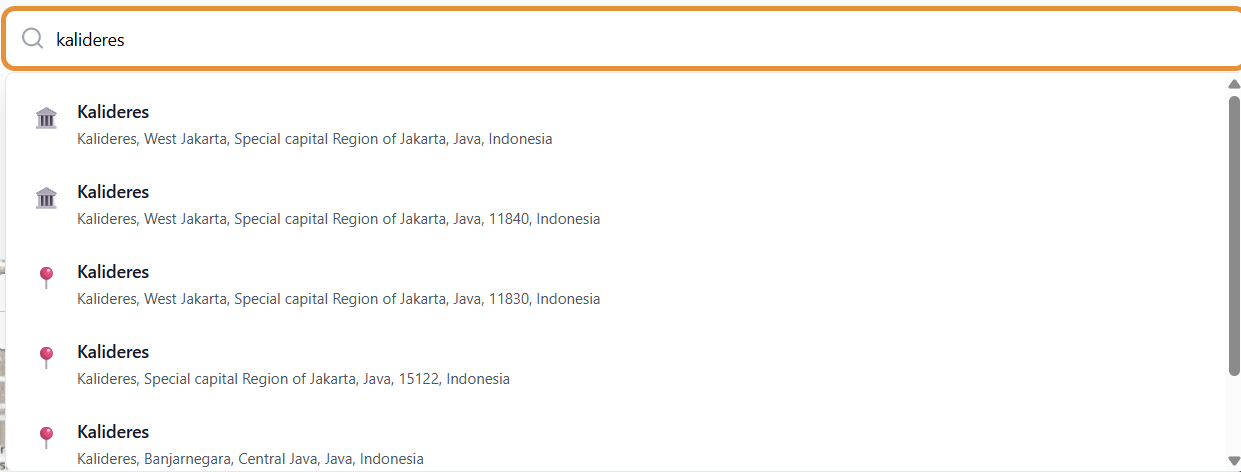 kalideres
Kalideres
Kalideres, West Jakarta, Special capital Region of Jakarta, Java, Indonesia
Kalideres
Kalideres, West Jakarta, Special capital Region of Jakarta, Java, 11840, Indonesia
Kalideres
Kalideres, West Jakarta, Special capital Region of Jakarta, Java, 11830, Indonesia
Kalideres
Kalideres, Special capital Region of Jakarta, Java, 15122, Indonesia
Kalideres
Kalideres, Banjarnegara, Central Java, Java, Indonesia